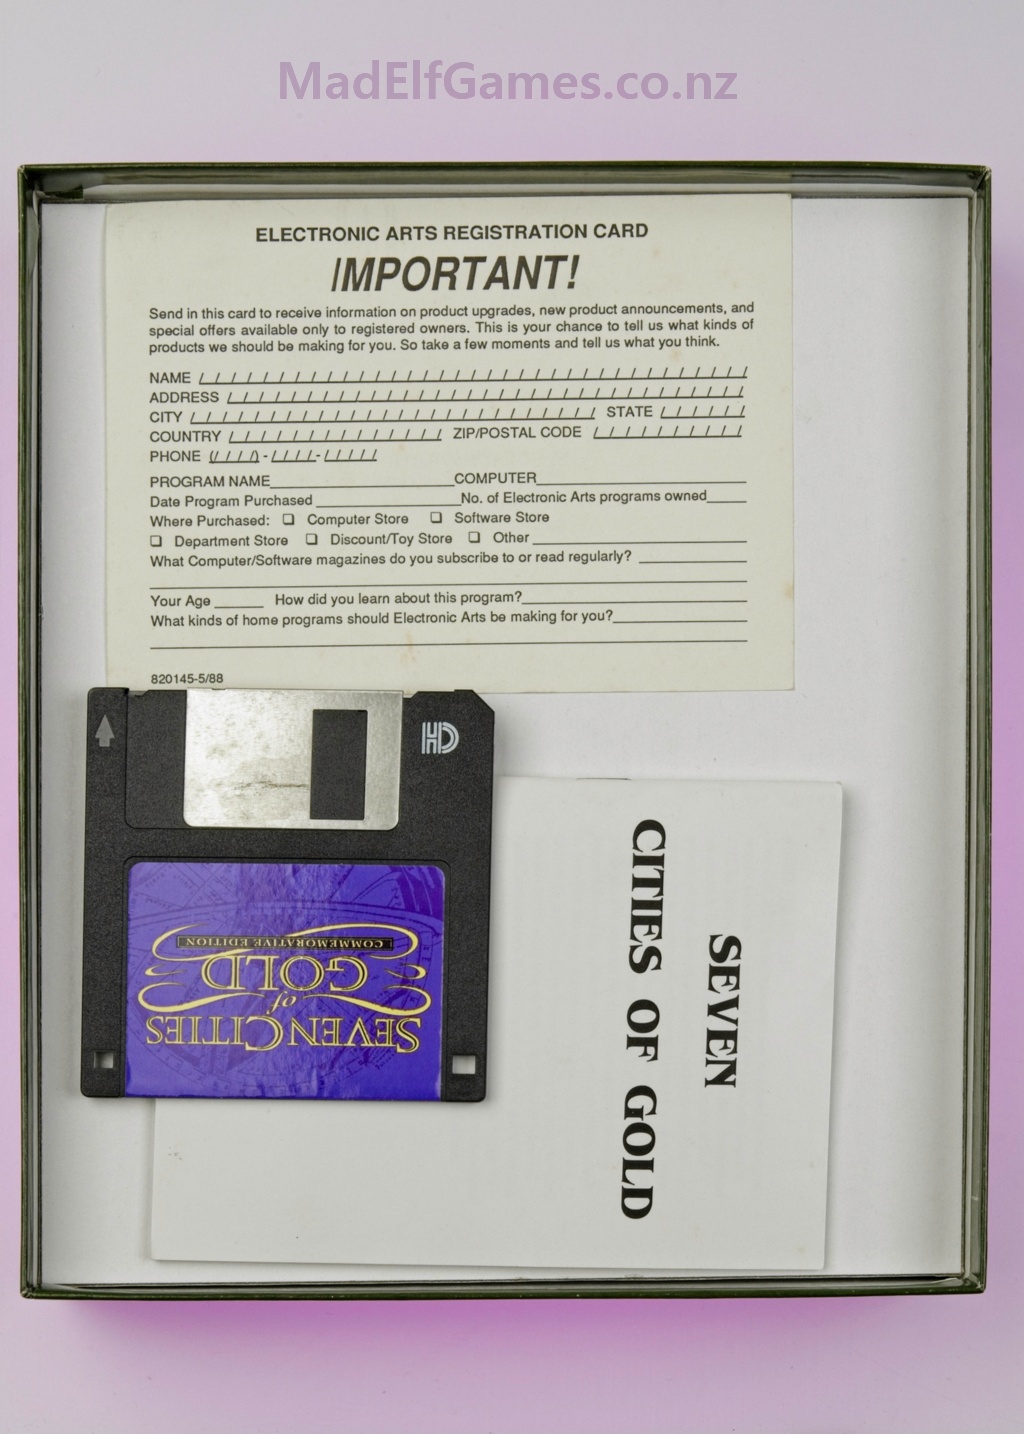 MadElfGames.co.nz
ELECTRONIC ARTS REGISTRATION CARD
IMPORTANT!
Send in this card to receive information on product upgrades, new product announcements, and
special offers available only to registered owners. This is your chance to tell us what kinds of
products we should be making for you. So take a few moments and tell us what you think.
NAME
ADDRESS
CITY STATE
COUNTRY ZIP/POSTAL CODE
PHONE
PROGRAM NAME COMPUTER
Date Program Purchased No. of Electronic Arts programs owned
Where Purchased: ❏ Computer Store ❏ Software Store
❏ Department Store ❏ Discount/Toy Store ❏ Other
What Computer/Software magazines do you subscribe to or read regularly?
Your Age How did you learn about this program?
What kinds of home programs should Electronic Arts be making for you?
820145-5/88
HD
SEVEN CITIES
of
GOLD
COMMEMORATIVE EDITION
SEVEN
CITIES OF GOLD